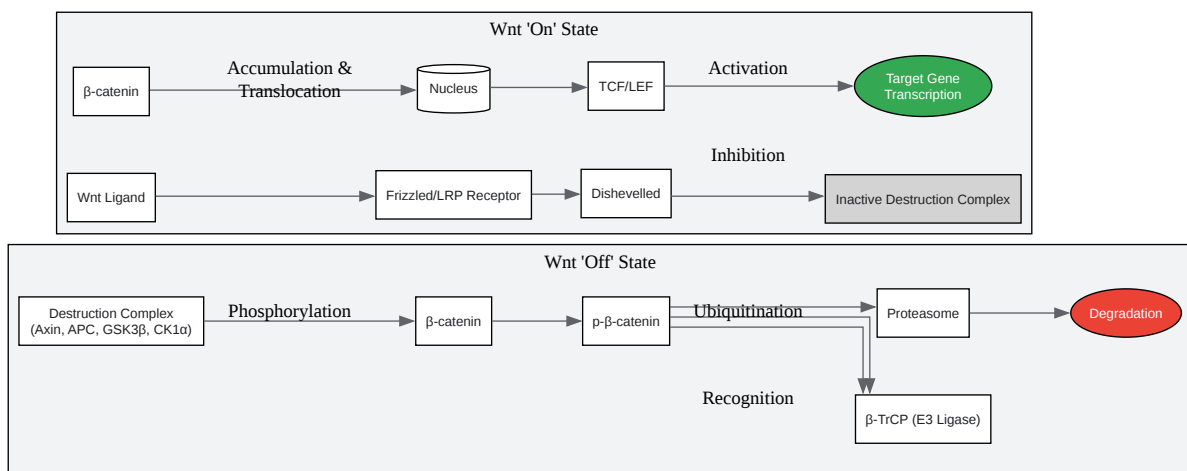 Wnt 'On' State
β-catenin
Accumulation &
Translocation
Nucleus
TCF/LEF
Activation
Target Gene
Transcription
Wnt Ligand
Frizzled/LRP Receptor
Dishevelled
Inhibition
Inactive Destruction Complex
Wnt 'Off' State
Destruction Complex
(Axin, APC, GSK3β, CK1α)
Phosphorylation
β-catenin
p-β-catenin
Ubiquitination
Proteasome
Degradation
Recognition
β-TrCP (E3 Ligase)